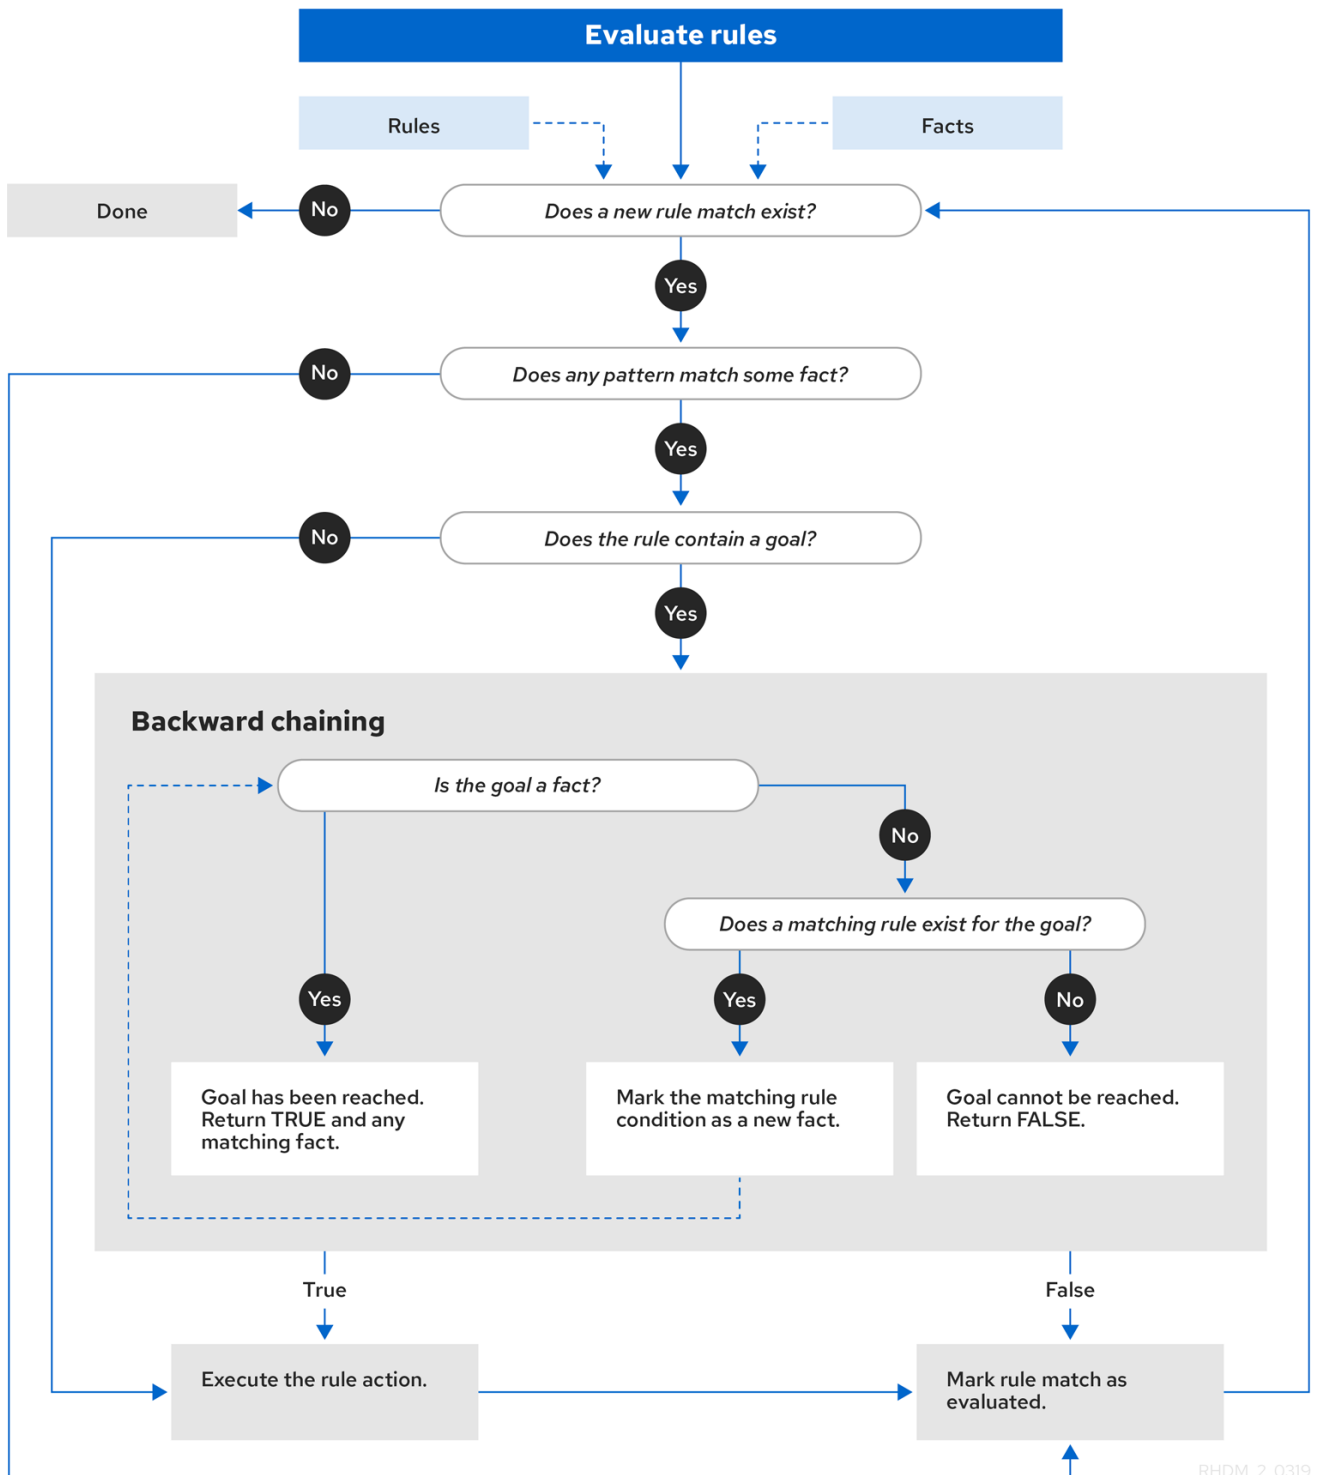 Evaluate rules
Rules
Facts
Done
No
Does a new rule match exist?
Yes
No
Does any pattern match some fact?
Yes
No
Does the rule contain a goal?
Yes
Backward chaining
Is the goal a fact?
No
Does a matching rule exist for the goal?
Yes
Yes
No
Goal has been reached.
Return TRUE and any
matching fact.
Mark the matching rule
condition as a new fact.
Goal cannot be reached.
Return FALSE.
True
False
Execute the rule action.
Mark rule match as
evaluated.
RHDM_2_0319